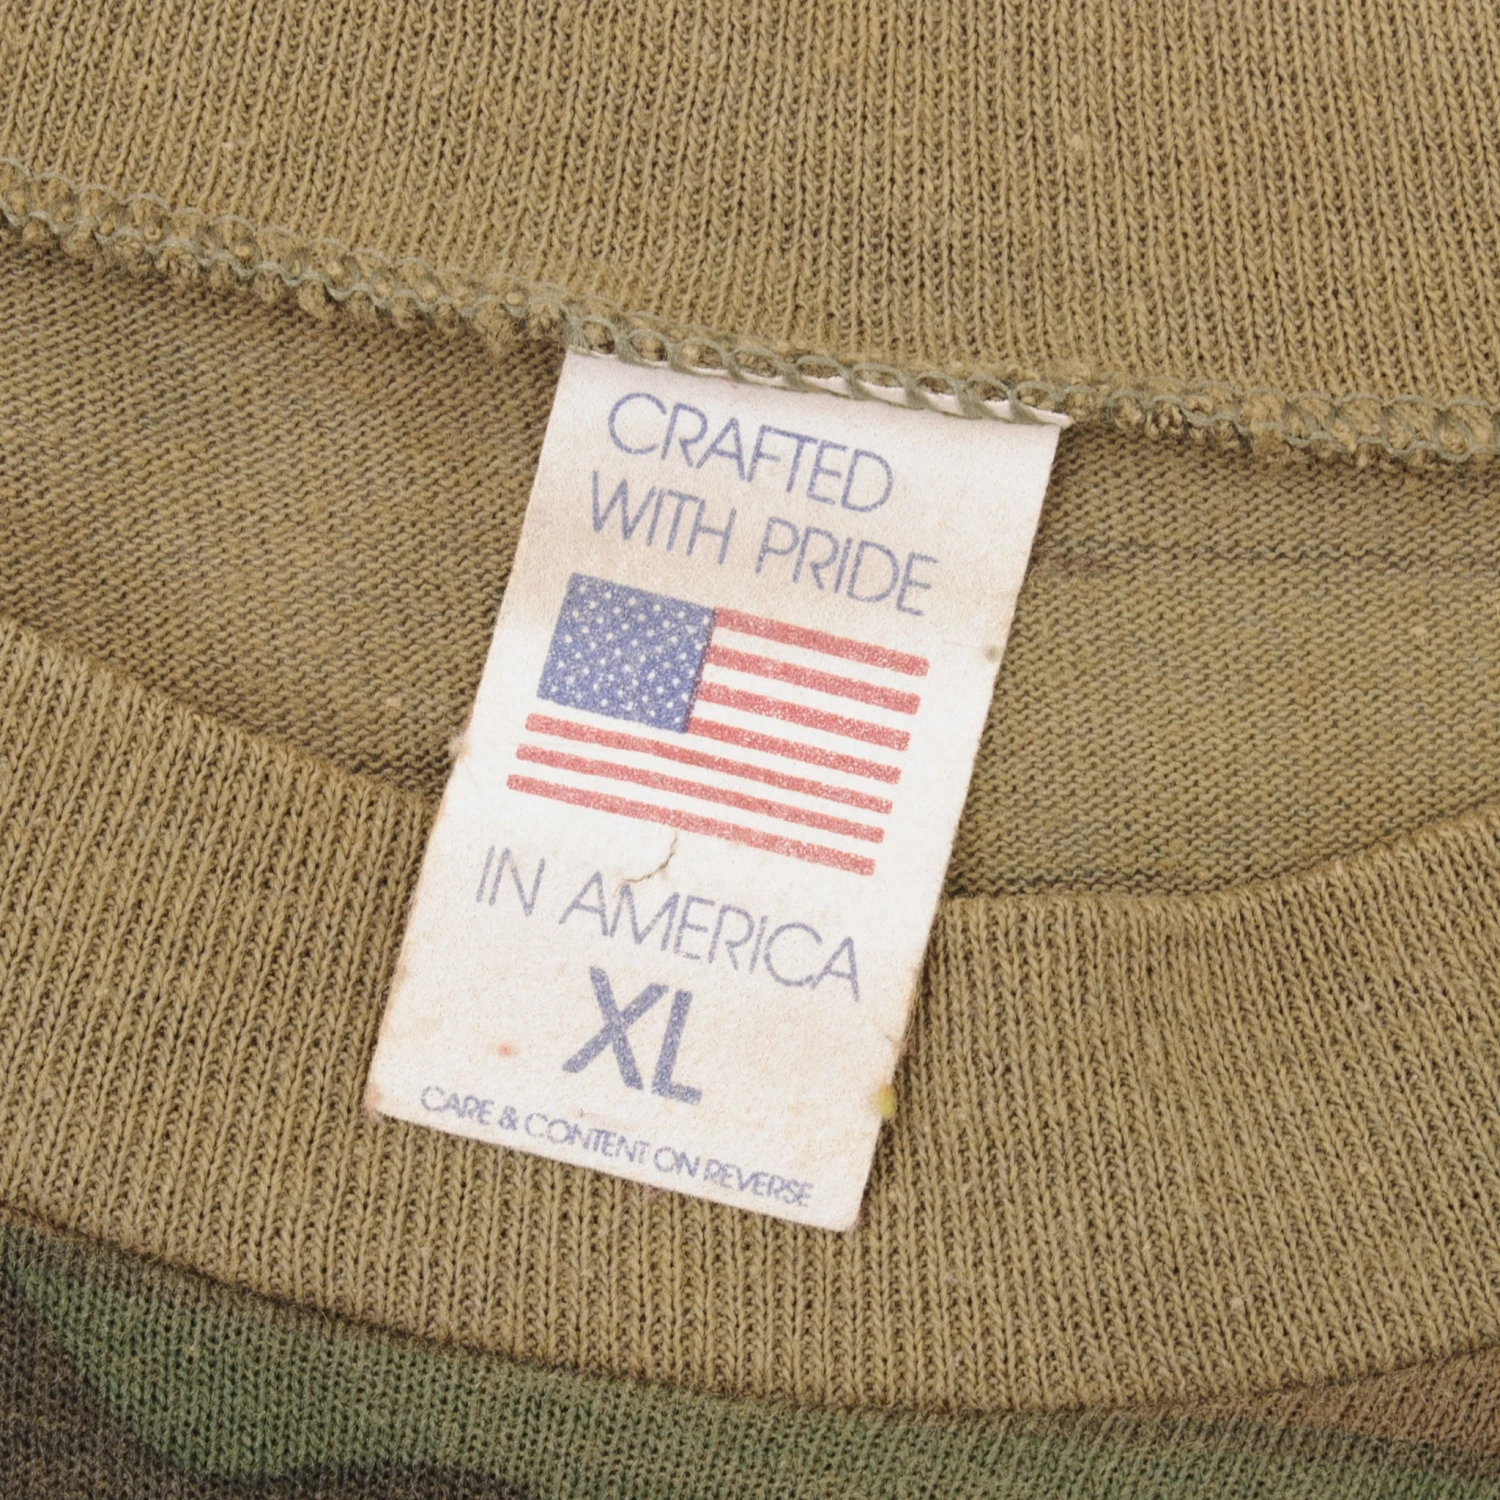 CRAFTED
WITH PRIDE
IN AMERICA
XL
CARE & CONTENT ON REVERSE